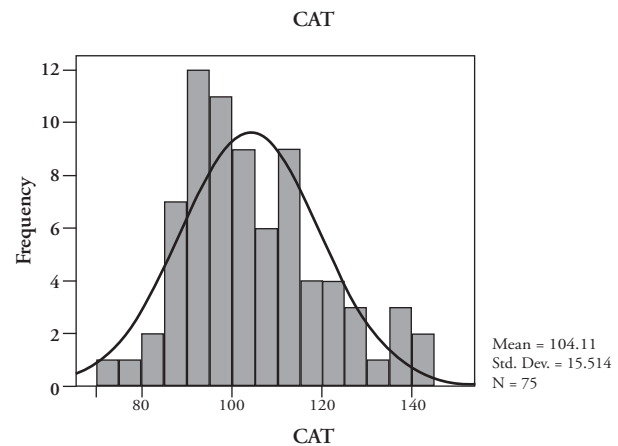 CAT
12
10
8
6
4
2
0
Frequency
80 100 120 140
CAT
Mean = 104.11
Std. Dev. = 15.514
N = 75